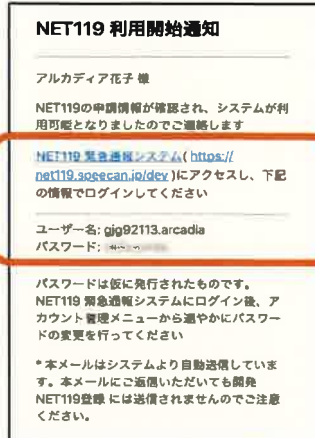 NET119 利用開始通知
アルカディア花子 様
NET119の申請情報が確認され、システムが利
用可能となりましたのでご連絡します
NET119 緊急通報システム( https://
net119.speecan.jp/dev )にアクセスし、下記
の情報でログインしてください
ユーザー名: gjg92113.arcadia
パスワード:
パスワードは仮に発行されたものです。
NET119 緊急通報システムにログイン後、ア
カウント管理メニューから速やかにパスワー
ドの変更を行ってください
* 本メールはシステムより自動送信していま
す。本メールにご返信いただいても開発
NET119登録 には送信されませんのでご注意
ください。